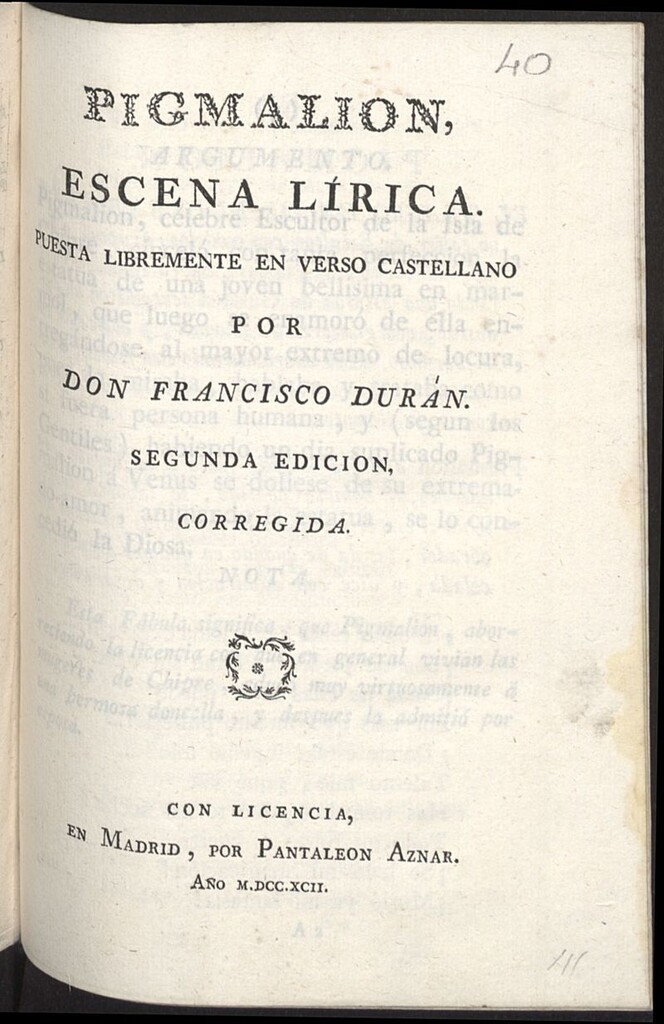 40
PIGMALION,
ESCENA LÍRICA.
PUESTA LIBREMENTE EN VERSO CASTELLANO
POR
DON FRANCISCO DURÁN.
SEGUNDA EDICION,
CORREGIDA.
CON LICENCIA,
EN MADRID, POR PANTALEON AZNAR.
AÑO M.DCC.XCII.